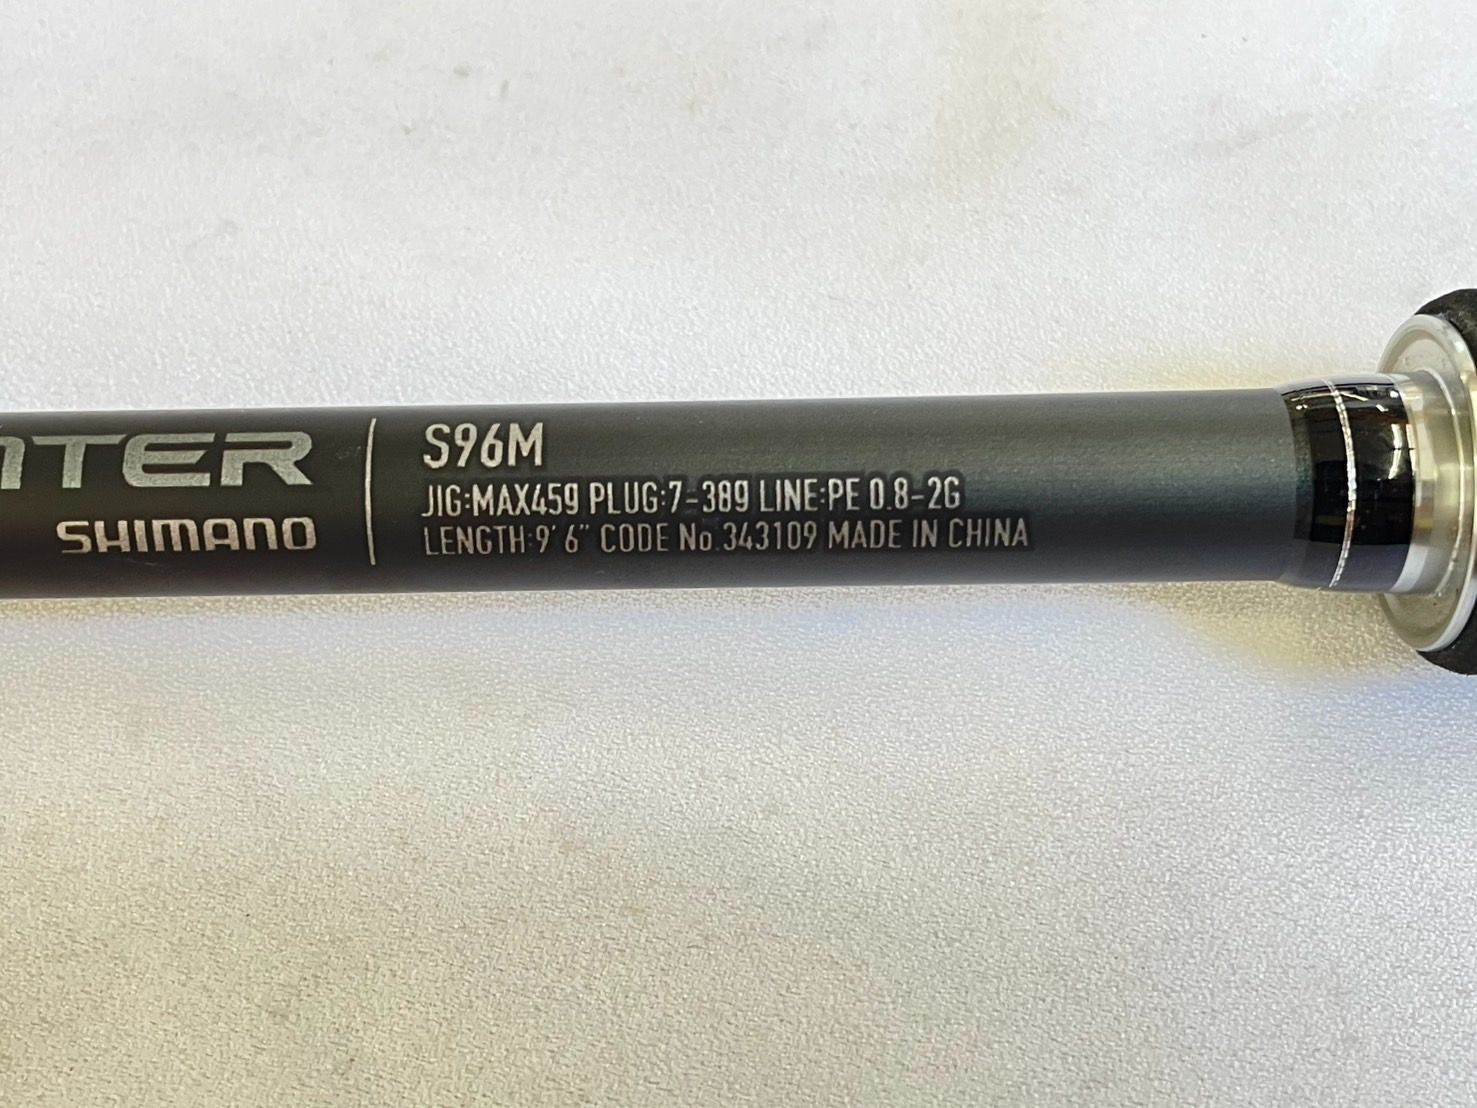 NTER
SHIMANO
S96M
JIG:MAX45g PLUG:7-38g LINE:PE 0.8-2G
LENGTH:9'6" CODE No.343109 MADE IN CHINA